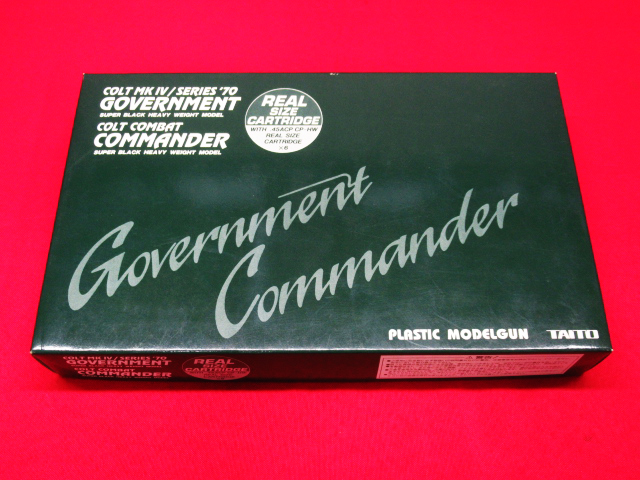 COLT MK IV/SERIES '70
GOVERNMENT
SUPER BLACK HEAVY WEIGHT MODEL
COLT COMBAT
COMMANDER
SUPER BLACK HEAVY WEIGHT MODEL
REAL
SIZE
CARTRIDGE
WITH .45ACP CP-HW
REAL SIZE
CARTRIDGE
×6
Government
Commander
PLASTIC MODELGUN TAITO
COLT MK IV/SERIES '70
GOVERNMENT
COLT COMBAT
COMMANDER
REAL
SIZE
CARTRIDGE